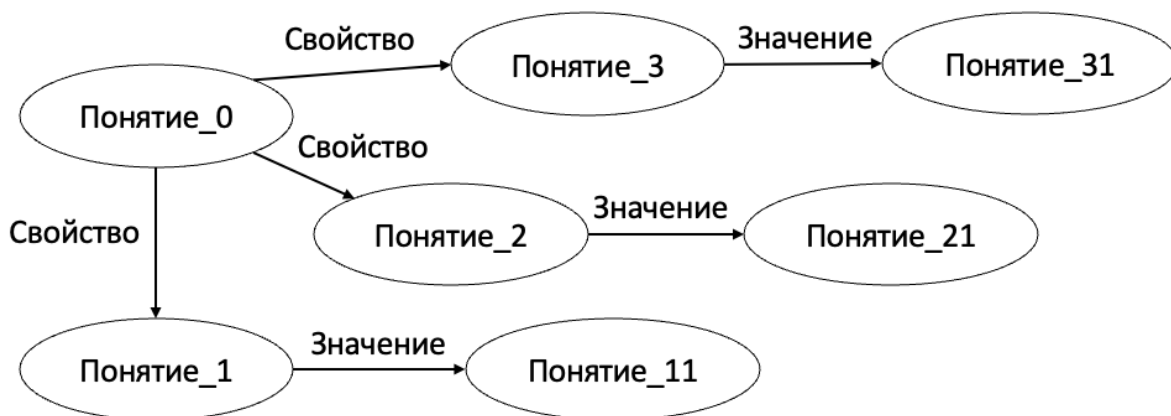 Свойство
Значение
Понятие_3
Понятие_31
Понятие_0
Свойство
Значение
Свойство
Понятие_2
Понятие_21
Значение
Понятие_1
Понятие_11